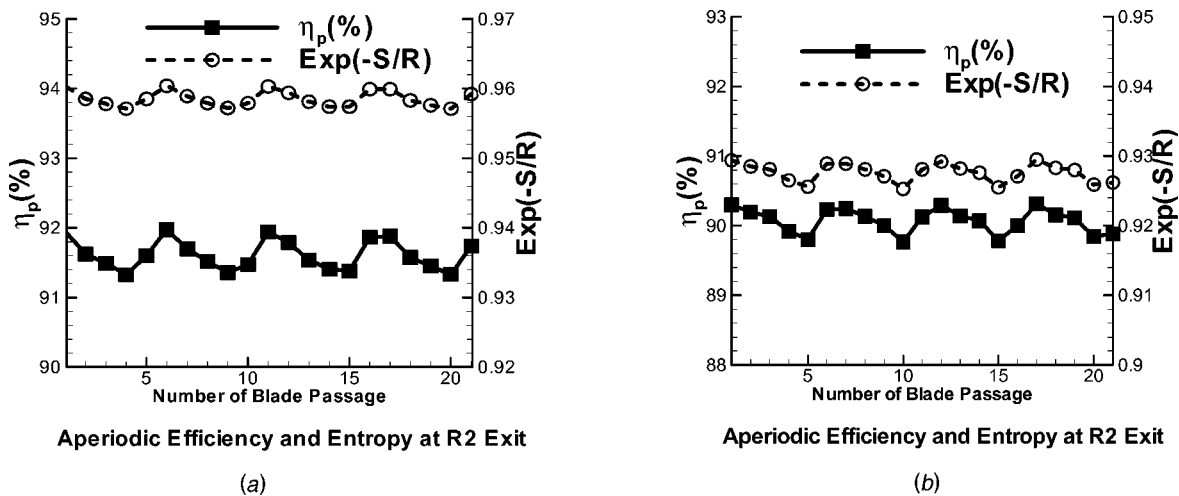 95
94
93
92
91
90
η_p(%)
η_p(%)
Exp(-S/R)
0.97
0.96
0.95
0.94
0.93
0.92
Exp(-S/R)
5
10
15
20
Number of Blade Passage
Aperiodic Efficiency and Entropy at R2 Exit
(a)
93
92
91
90
89
88
η_p(%)
η_p(%)
Exp(-S/R)
0.95
0.94
0.93
0.92
0.91
0.9
Exp(-S/R)
5
10
15
20
Number of Blade Passage
Aperiodic Efficiency and Entropy at R2 Exit
(b)